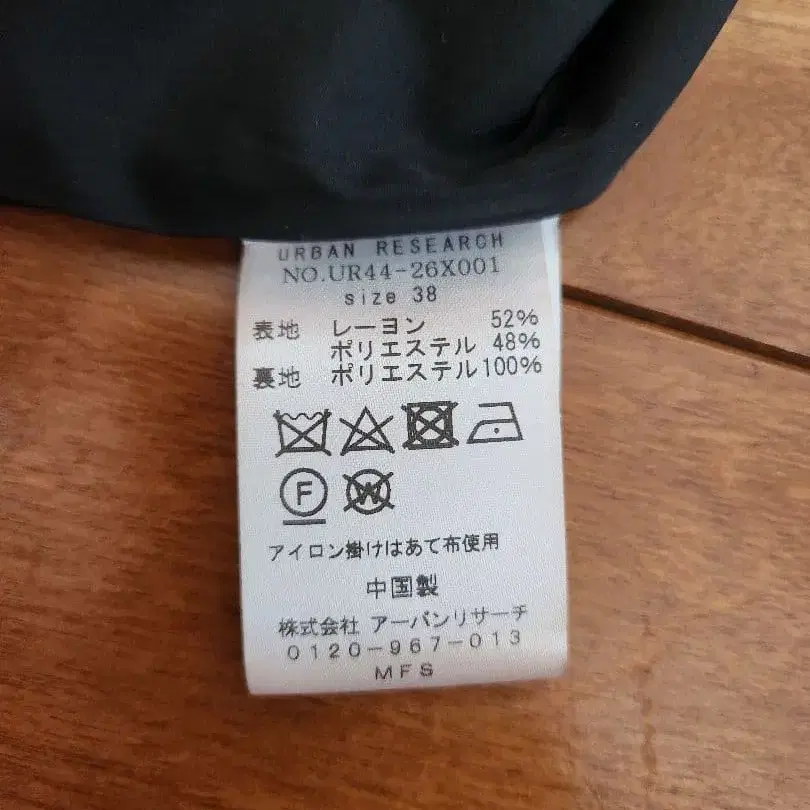 URBAN RESEARCH
NO.UR44-26X001
size 38
表地 レーヨン 52%
ポリエステル 48%
裏地 ポリエステル 100%
F W
アイロン掛けはあて布使用
中国製
株式会社 アーバンリサーチ
0120-967-013
MFS